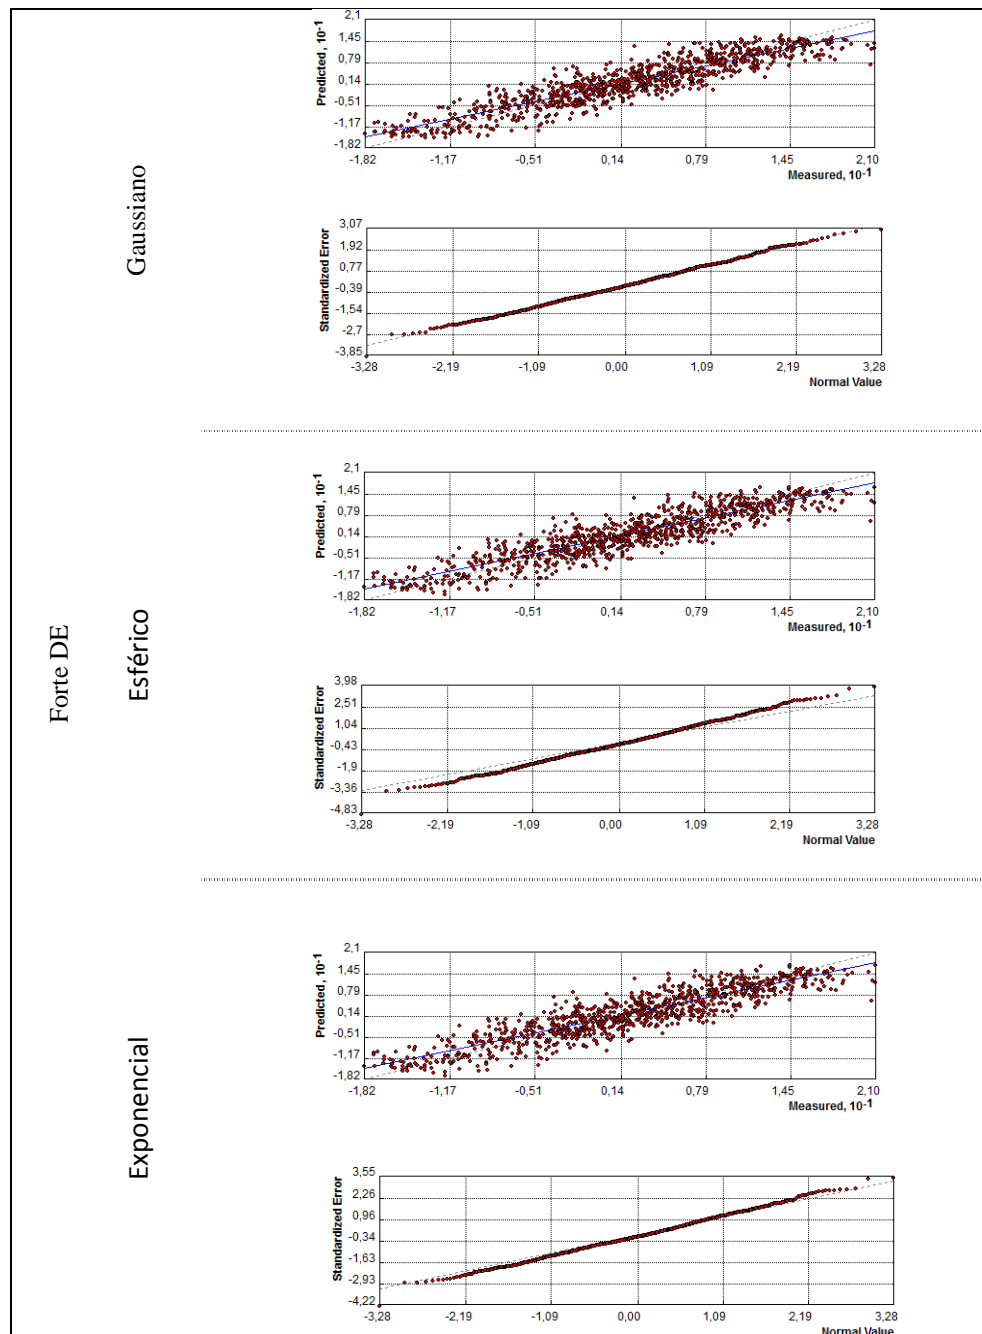 Forte DE
Gaussiano
Predicted, 10-1
2,1
1,45
0,79
0,14
-0,51
-1,17
-1,82
-1,82 -1,17 -0,51 0,14 0,79 1,45 2,10
Measured, 10-1
Standardized Error
3,07
1,92
0,77
-0,39
-1,54
-2,7
-3,85
-3,28 -2,19 -1,09 0,00 1,09 2,19 3,28
Normal Value
Esférico
Predicted, 10-1
2,1
1,45
0,79
0,14
-0,51
-1,17
-1,82
-1,82 -1,17 -0,51 0,14 0,79 1,45 2,10
Measured, 10-1
Standardized Error
3,98
2,51
1,04
-0,43
-1,9
-3,36
-4,83
-3,28 -2,19 -1,09 0,00 1,09 2,19 3,28
Normal Value
Exponencial
Predicted, 10-1
2,1
1,45
0,79
0,14
-0,51
-1,17
-1,82
-1,82 -1,17 -0,51 0,14 0,79 1,45 2,10
Measured, 10-1
Standardized Error
3,55
2,26
0,96
-0,34
-1,63
-2,93
-4,22
-3,28 -2,19 -1,09 0,00 1,09 2,19 3,28
Normal Value